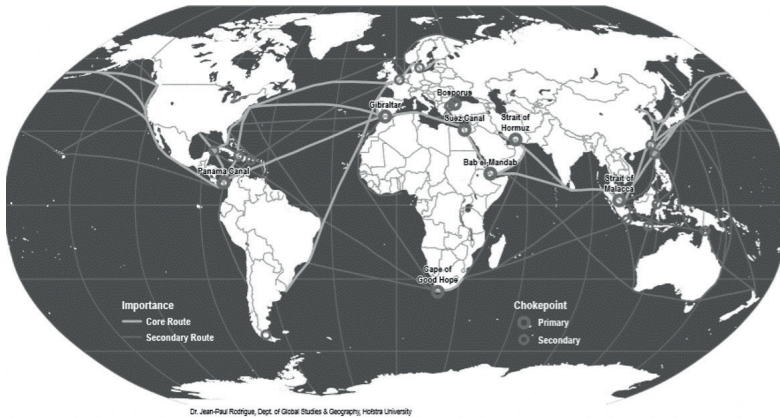 Bosporus
Gibraltar
Suez Canal
Strait of
Hormuz
Bab el-Mandab
Panama Canal
Strait of
Malacca
Cape of
Good Hope
Importance
Core Route
Secondary Route
Chokepoint
Primary
Secondary
Dr. Jean-Paul Rodrigue, Dept. of Global Studies & Geography, Hofstra University